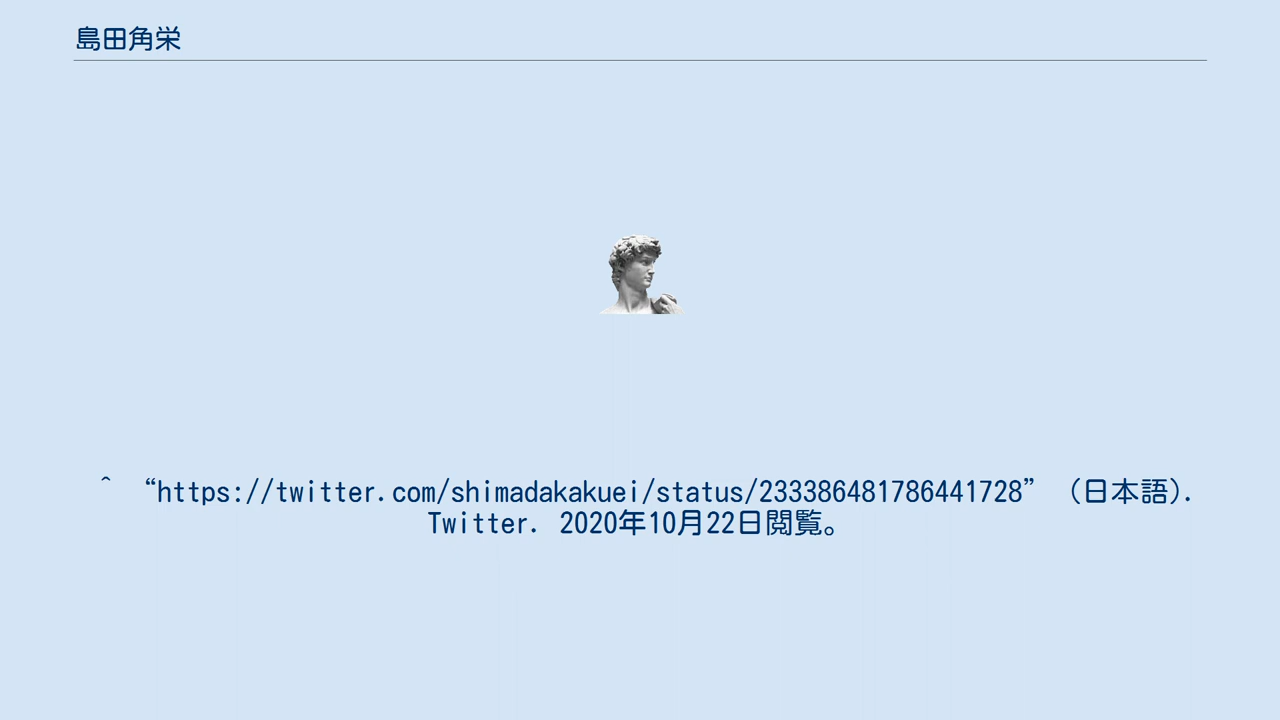 島田角栄
^ “https://twitter.com/shimadakakuei/status/233386481786441728” (日本語).
Twitter. 2020年10月22日閲覧。